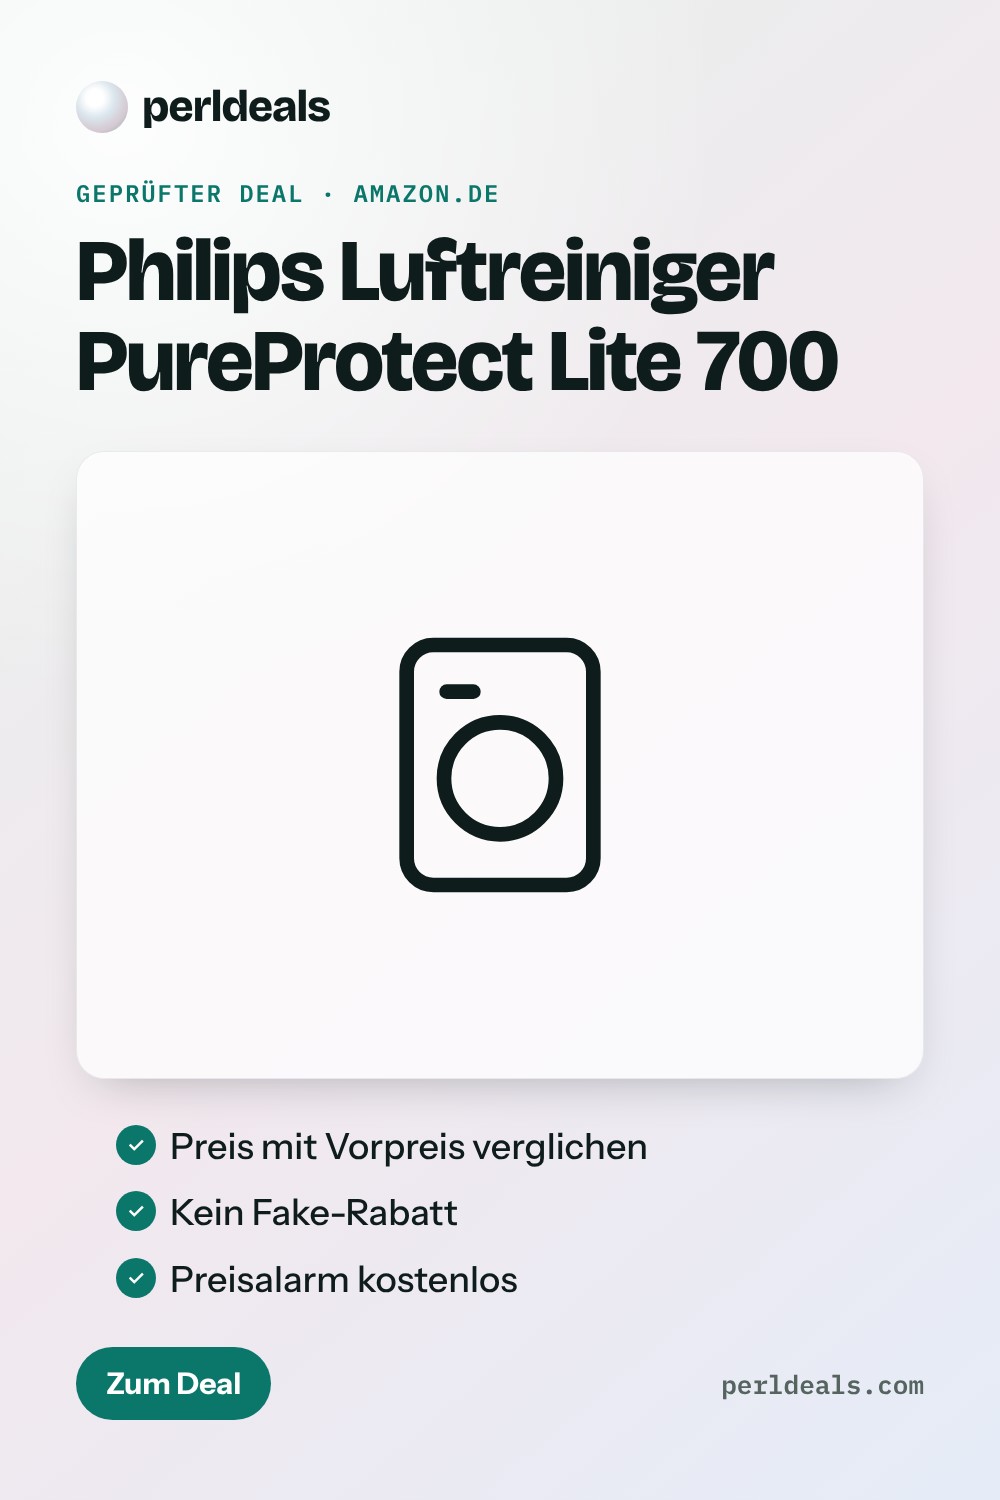 perldeals
GEPRÜFTER DEAL · AMAZON.DE
Philips Luftreiniger
PureProtect Lite 700
Preis mit Vorpreis verglichen
Kein Fake-Rabatt
Preisalarm kostenlos
Zum Deal
perldeals.com